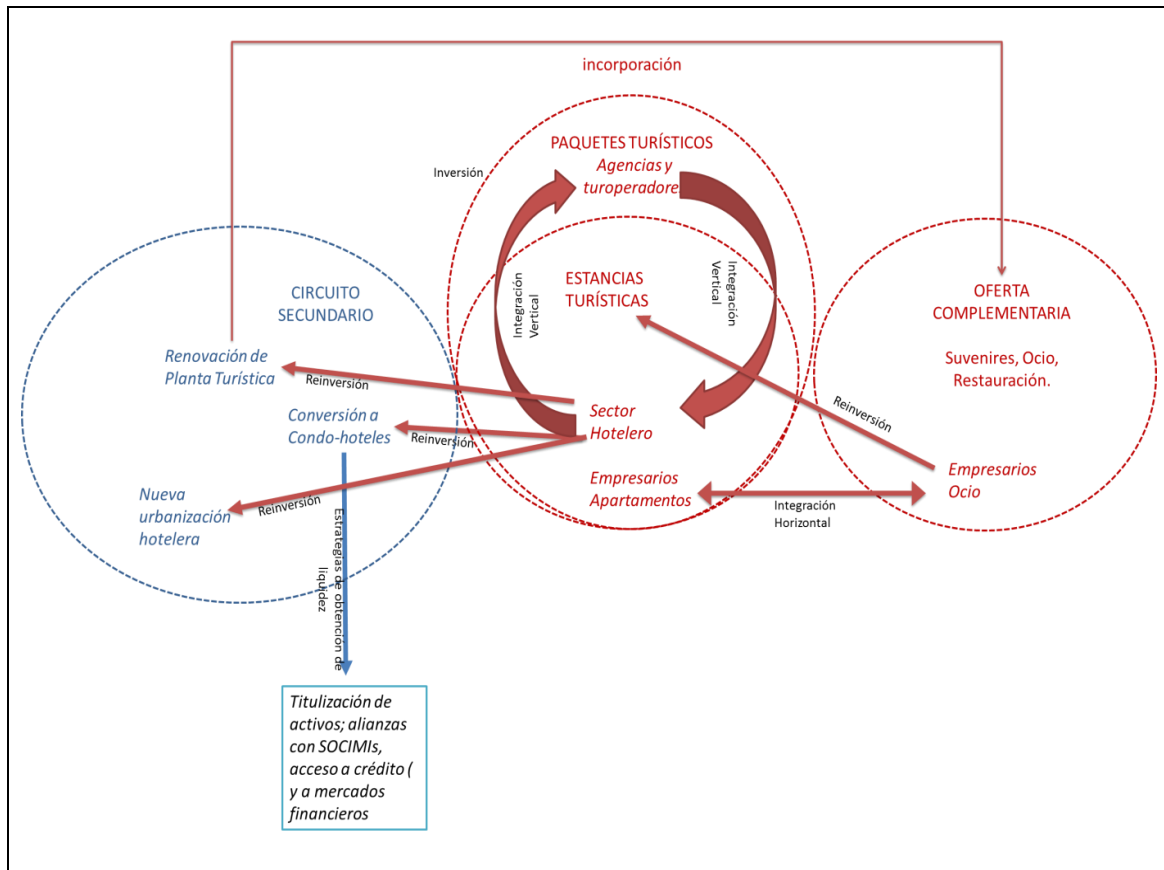 incorporación
PAQUETES TURÍSTICOS
Agencias y
turoperadore
Inversión
Integración
Vertical
Integración
Vertical
CIRCUITO
SECUNDARIO
ESTANCIAS
TURÍSTICAS
OFERTA
COMPLEMENTARIA
Suvenires, Ocio,
Restauración.
Renovación de
Planta Turística
Reinversión
Conversión a
Condo-hoteles
Reinversión
Sector
Hotelero
Reinversión
Nueva
urbanización
hotelera
Reinversión
Empresarios
Apartamentos
Integración
Horizontal
Empresarios
Ocio
Estrategias de obtención de
liquidez
Titulización de
activos; alianzas
con SOCIMIs,
acceso a crédito (
y a mercados
financieros